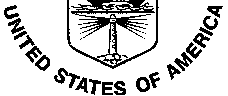 UNITED STATES OF AMERICA